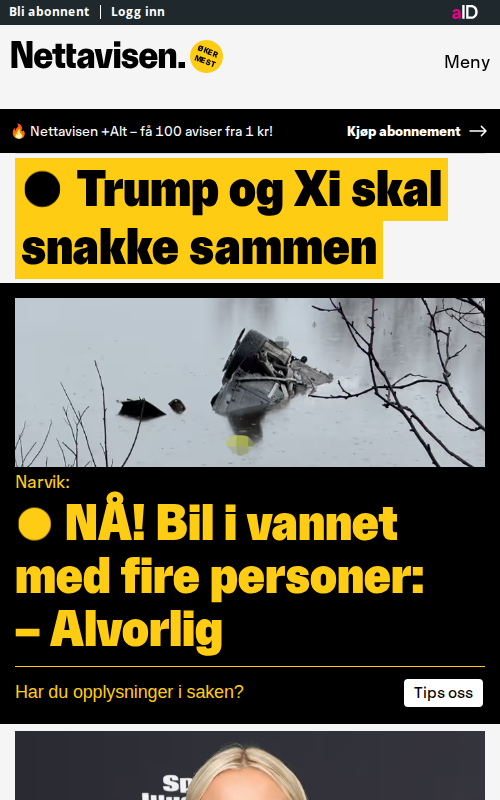 Bli abonnent | Logg inn
aID
Nettavisen.
ØKER
MEST
Meny
🔥 Nettavisen +Alt – få 100 aviser fra 1 kr!
Kjøp abonnement →
Trump og Xi skal
snakke sammen
Narvik:
NÅ! Bil i vannet
med fire personer:
– Alvorlig
Har du opplysninger i saken?
Tips oss